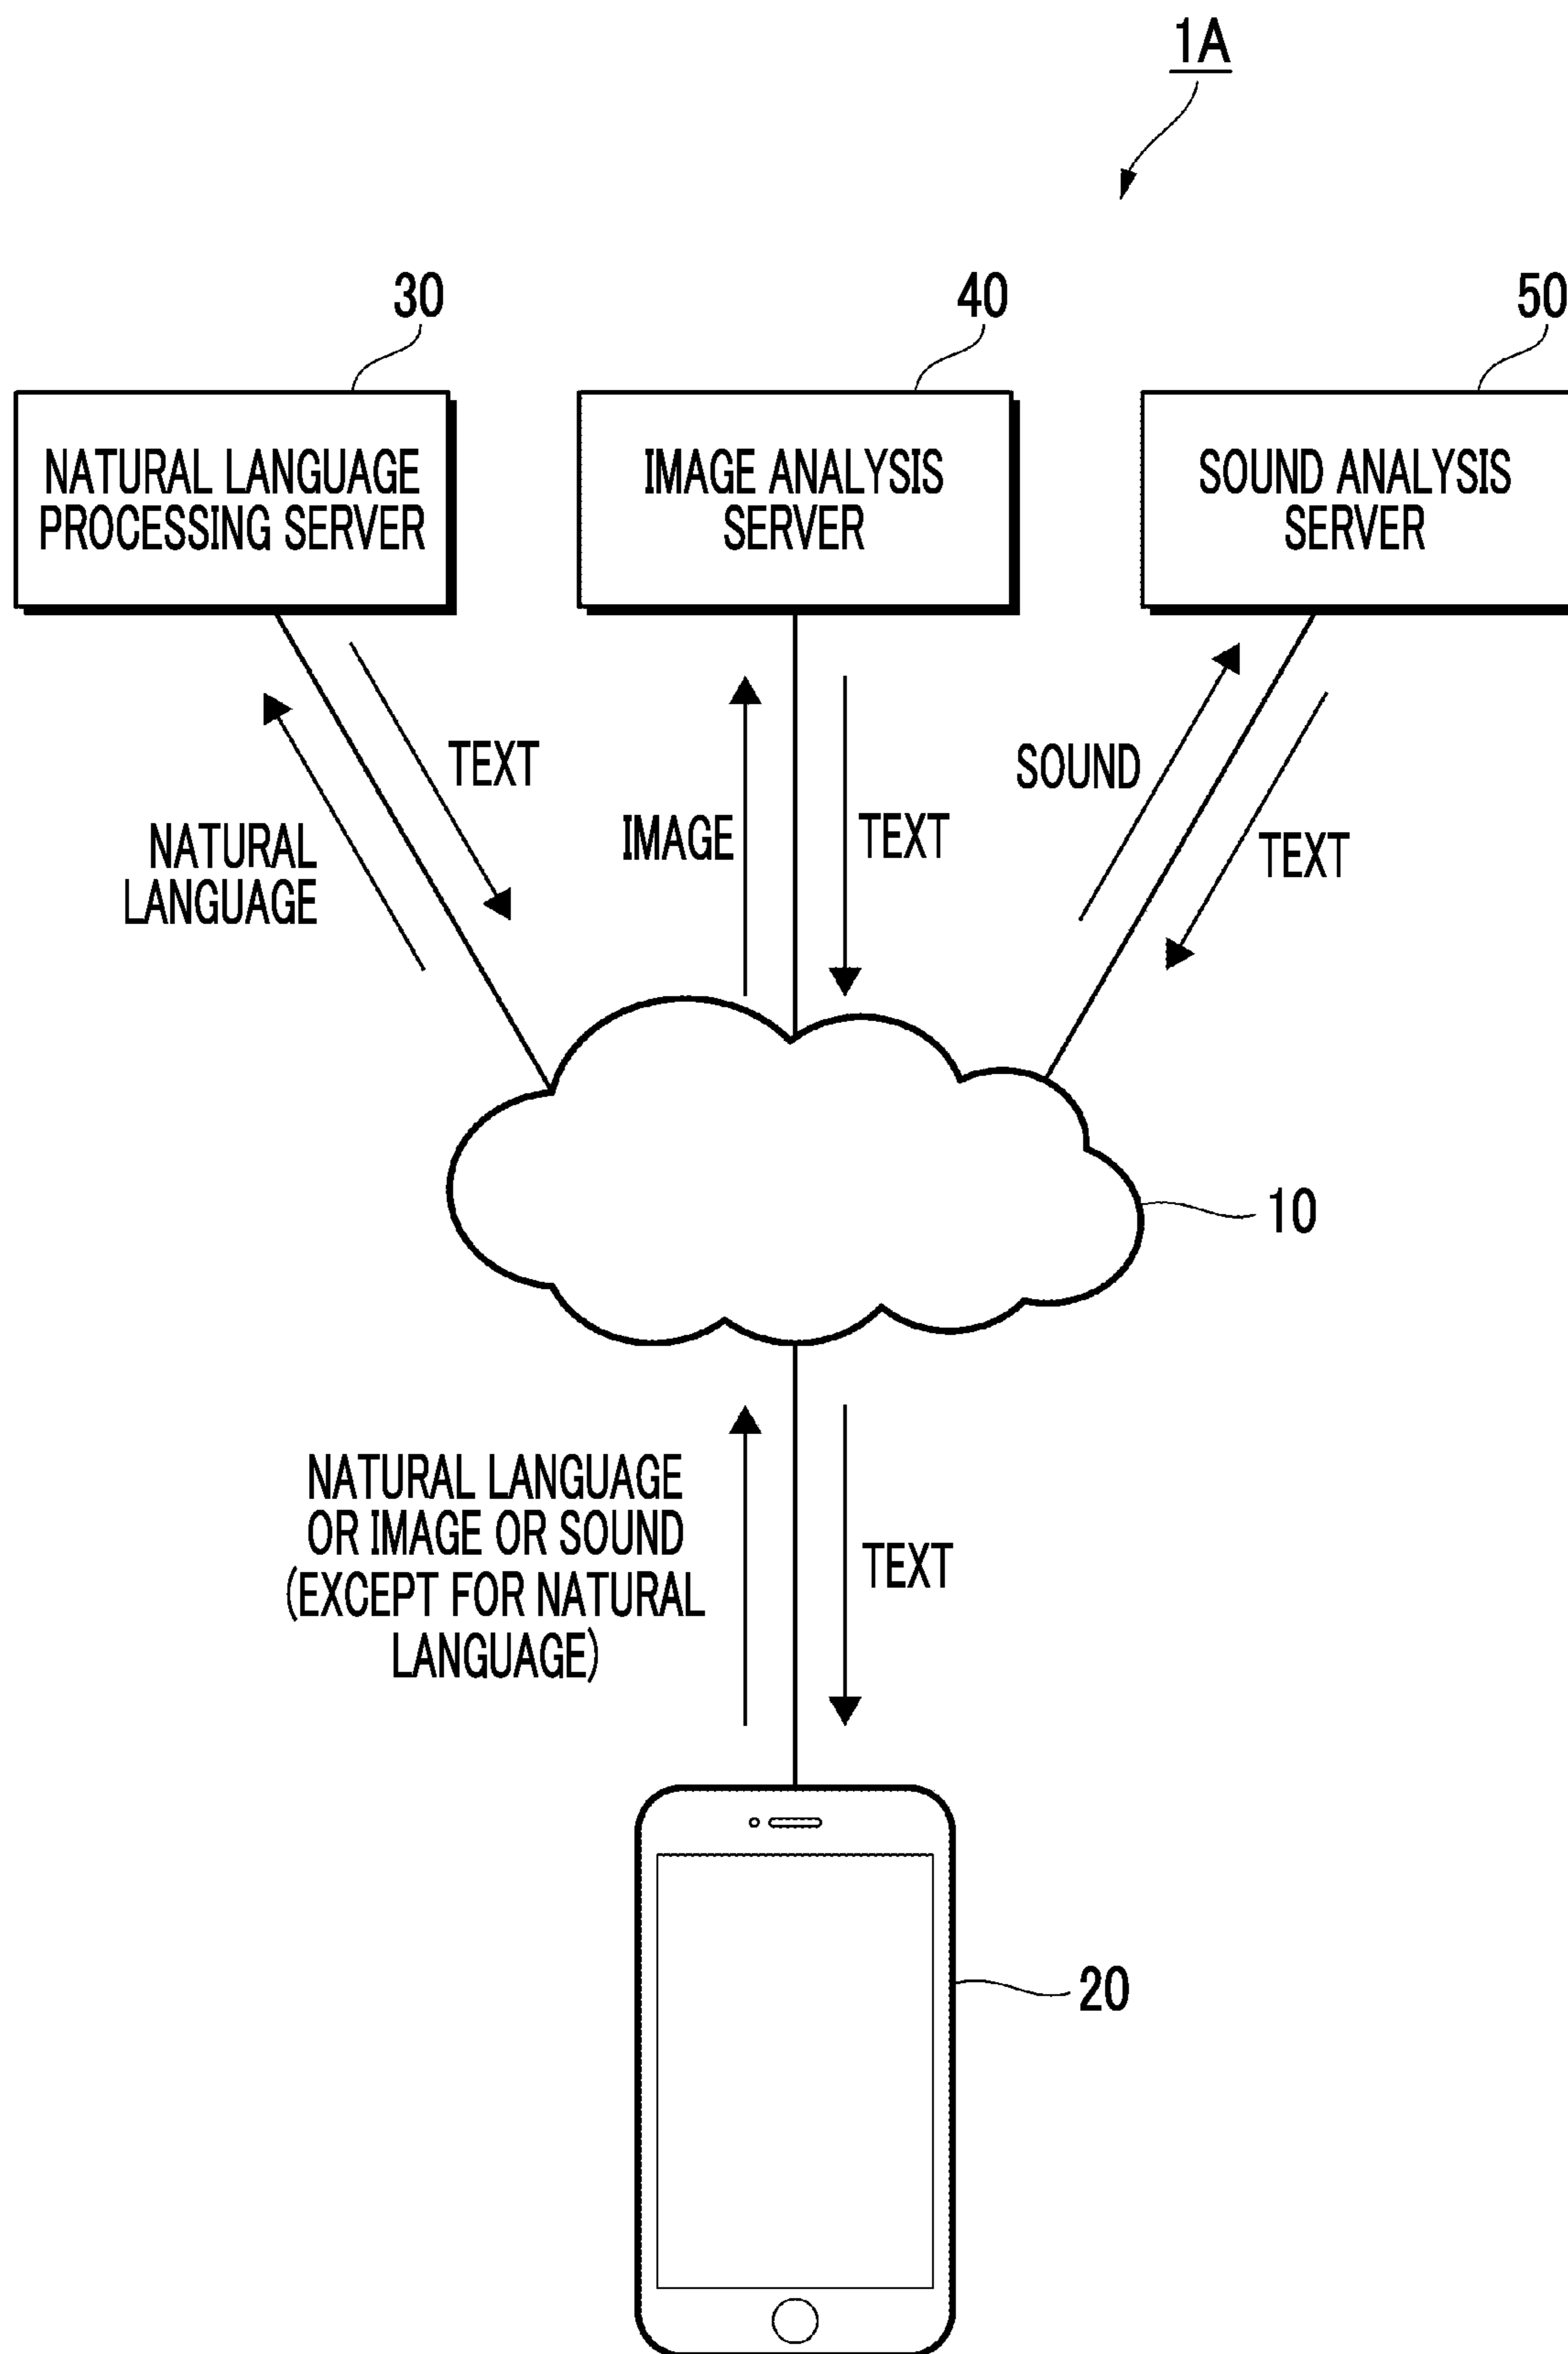 1A
30
40
50
NATURAL LANGUAGE
PROCESSING SERVER
IMAGE ANALYSIS
SERVER
SOUND ANALYSIS
SERVER
TEXT
NATURAL
LANGUAGE
IMAGE
TEXT
SOUND
TEXT
10
NATURAL LANGUAGE
OR IMAGE OR SOUND
(EXCEPT FOR NATURAL
LANGUAGE)
TEXT
20